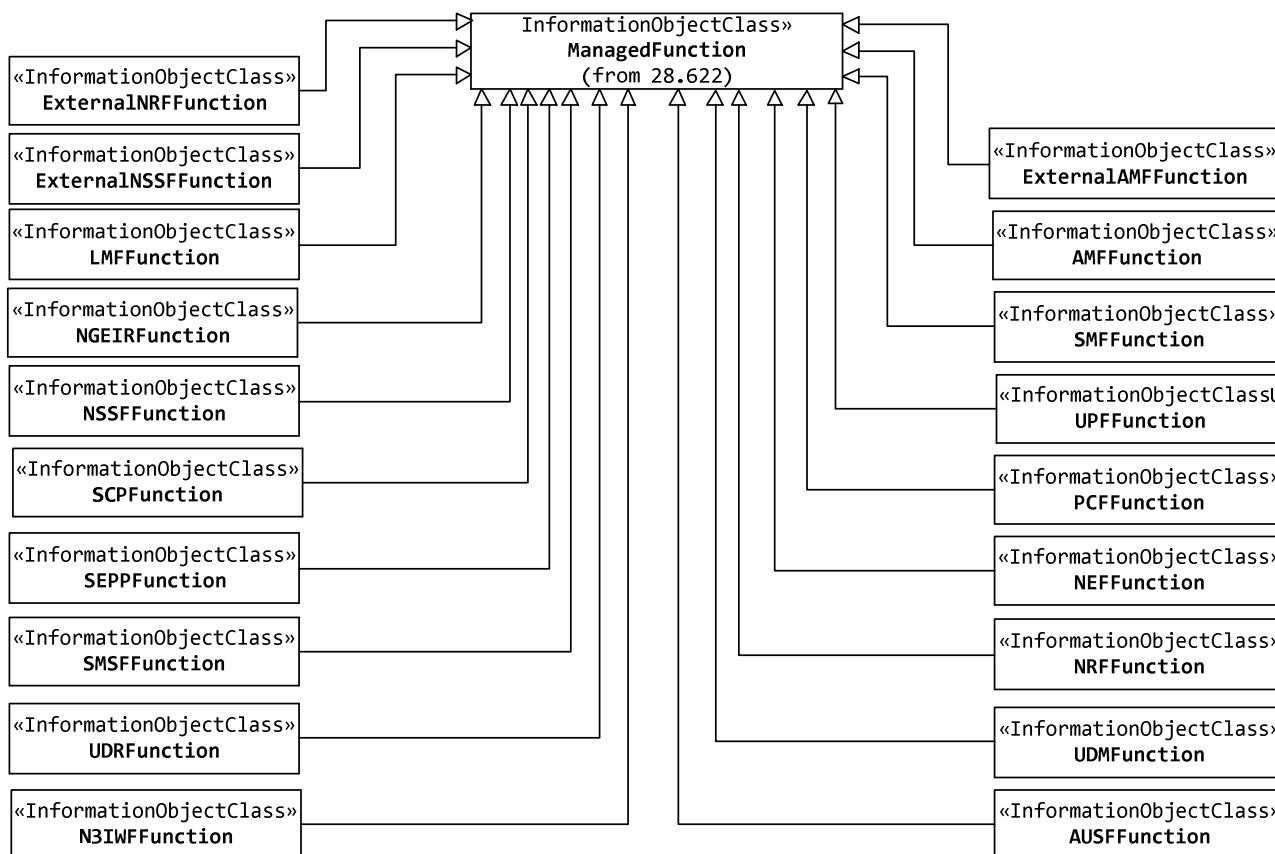 InformationObjectClass»
ManagedFunction
(from 28.622)
«InformationObjectClass»
ExternalNRFFunction
«InformationObjectClass»
ExternalNSSFFunction
«InformationObjectClass»
LMFFunction
«InformationObjectClass»
NGEIRFunction
«InformationObjectClass»
NSSFFunction
«InformationObjectClass»
SCPFunction
«InformationObjectClass»
SEPPFunction
«InformationObjectClass»
SMSFFunction
«InformationObjectClass»
UDRFunction
«InformationObjectClass»
N3IWFFunction
«InformationObjectClass»
ExternalAMFFunction
«InformationObjectClass»
AMFFunction
«InformationObjectClass»
SMFFunction
«InformationObjectClassU
UPFFunction
«InformationObjectClass»
PCFFunction
«InformationObjectClass»
NEFFunction
«InformationObjectClass»
NRFFunction
«InformationObjectClass»
UDMFunction
«InformationObjectClass»
AUSFFunction